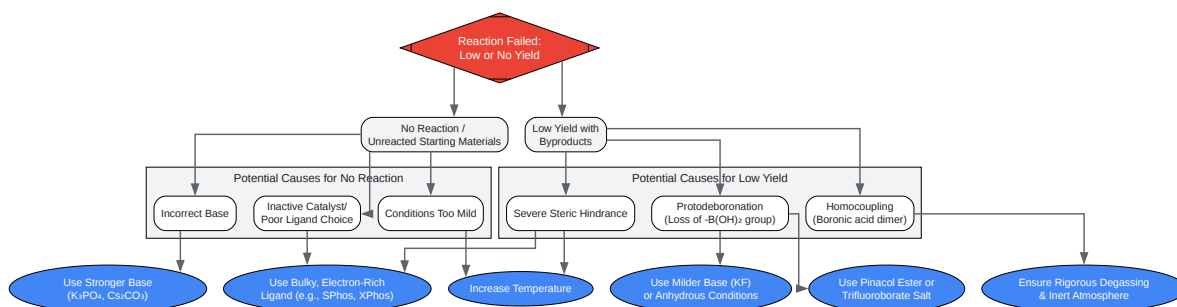 Reaction Failed:
Low or No Yield
No Reaction /
Unreacted Starting Materials
Low Yield with
Byproducts
Potential Causes for No Reaction
Potential Causes for Low Yield
Incorrect Base
Inactive Catalyst/
Poor Ligand Choice
Conditions Too Mild
Severe Steric Hindrance
Protodeboronation
(Loss of -B(OH)₂ group)
Homocoupling
(Boronic acid dimer)
Use Stronger Base
(K₃PO₄, Cs₂CO₃)
Use Bulky, Electron-Rich
Ligand (e.g., SPhos, XPhos)
Increase Temperature
Use Milder Base (KF)
or Anhydrous Conditions
Use Pinacol Ester or
Trifluoroborate Salt
Ensure Rigorous Degassing
& Inert Atmosphere